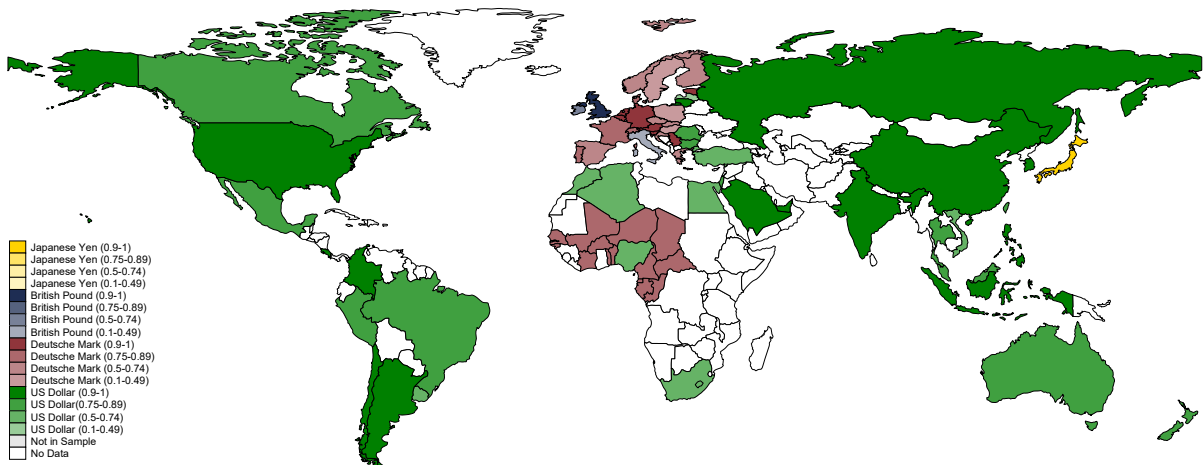 Japanese Yen (0.9-1)
Japanese Yen (0.75-0.89)
Japanese Yen (0.5-0.74)
Japanese Yen (0.1-0.49)
British Pound (0.9-1)
British Pound (0.75-0.89)
British Pound (0.5-0.74)
British Pound (0.1-0.49)
Deutsche Mark (0.9-1)
Deutsche Mark (0.75-0.89)
Deutsche Mark (0.5-0.74)
Deutsche Mark (0.1-0.49)
US Dollar (0.9-1)
US Dollar(0.75-0.89)
US Dollar (0.5-0.74)
US Dollar (0.1-0.49)
Not in Sample
No Data